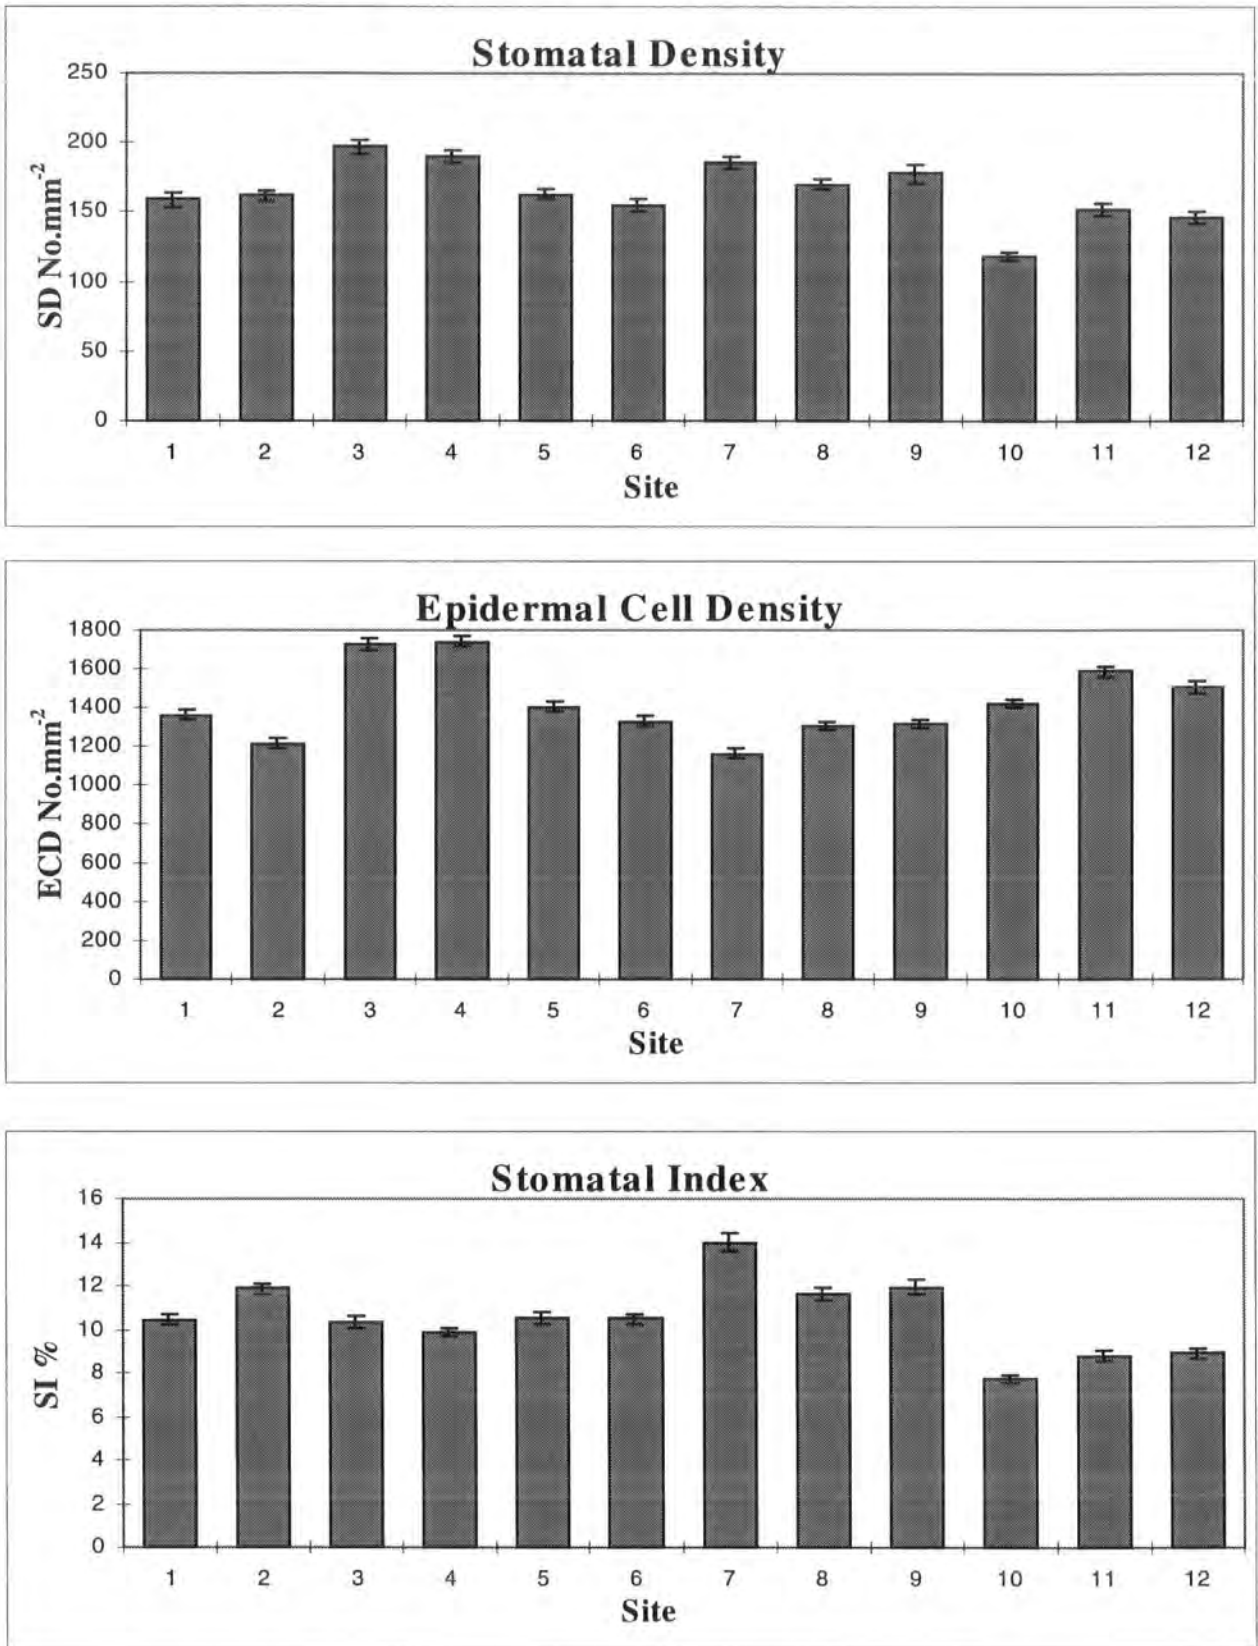 Stomatal Density
250
200
150
100
50
0
SD No.mm-2
1 2 3 4 5 6 7 8 9 10 11 12
Site
Epidermal Cell Density
1800
1600
1400
1200
1000
800
600
400
200
0
ECD No.mm-2
1 2 3 4 5 6 7 8 9 10 11 12
Site
Stomatal Index
16
14
12
10
8
6
4
2
0
SI %
1 2 3 4 5 6 7 8 9 10 11 12
Site